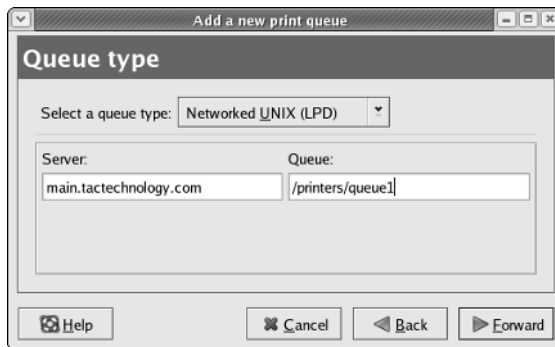 Add a new print queue
Queue type
Select a queue type: Networked UNIX (LPD)
Server: Queue:
main.tactechnology.com /printers/queue1
Help Cancel Back Forward